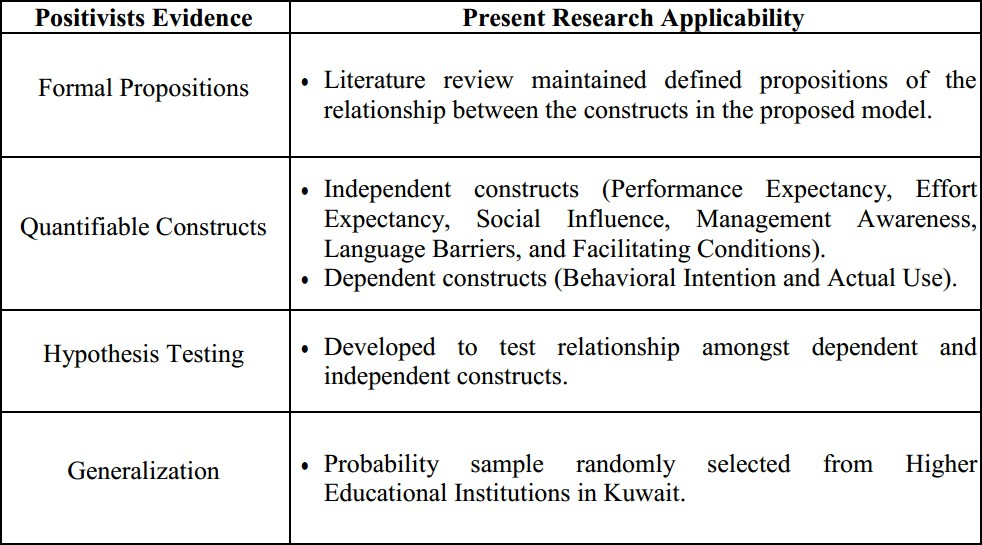 Positivists Evidence
Present Research Applicability
Formal Propositions
• Literature review maintained defined propositions of the
relationship between the constructs in the proposed model.
Quantifiable Constructs
• Independent constructs (Performance Expectancy, Effort
Expectancy, Social Influence, Management Awareness,
Language Barriers, and Facilitating Conditions).
• Dependent constructs (Behavioral Intention and Actual Use).
Hypothesis Testing
• Developed to test relationship amongst dependent and
independent constructs.
Generalization
• Probability sample randomly selected from Higher
Educational Institutions in Kuwait.